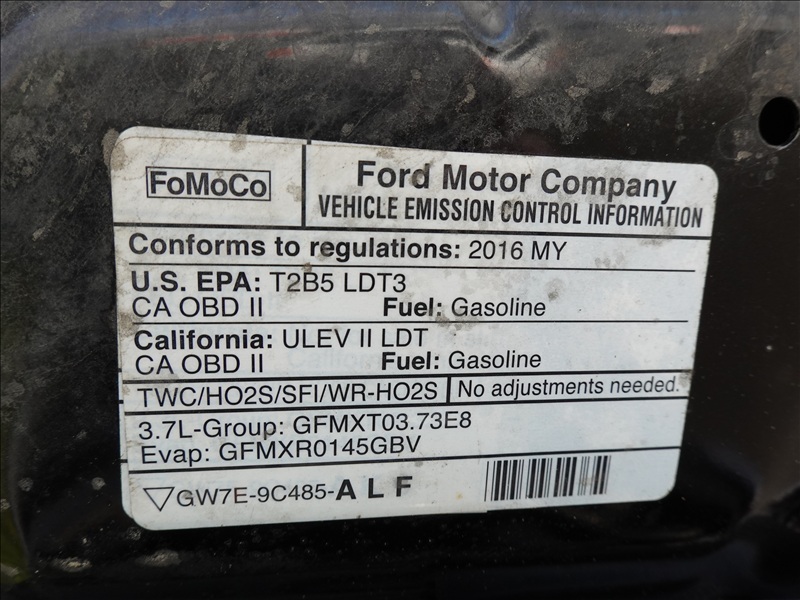 FoMoCo
Ford Motor Company
VEHICLE EMISSION CONTROL INFORMATION
Conforms to regulations: 2016 MY
U.S. EPA: T2B5 LDT3
CA OBD II Fuel: Gasoline
California: ULEV II LDT
CA OBD II Fuel: Gasoline
TWC/HO2S/SFI/WR-HO2S No adjustments needed.
3.7L-Group: GFMXT03.73E8
Evap: GFMXR0145GBV
GW7E-9C485-A L F